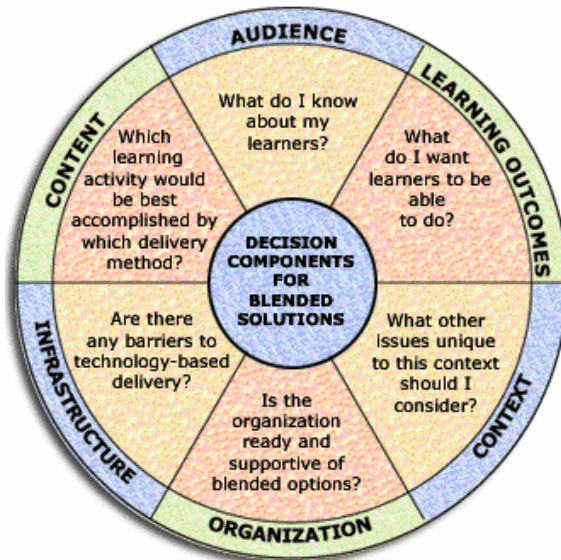 AUDIENCE
What do I know
about my
learners?
LEARNING OUTCOMES
What
do I want
learners to be
able
to do?
CONTEXT
What other
issues unique
to this context
should I
consider?
ORGANIZATION
Is the
organization
ready and
supportive of
blended options?
INFRASTRUCTURE
Are there
any barriers to
technology-based
delivery?
CONTENT
Which
learning
activity would
be best
accomplished by
which delivery
method?
DECISION
COMPONENTS
FOR
BLENDED
SOLUTIONS